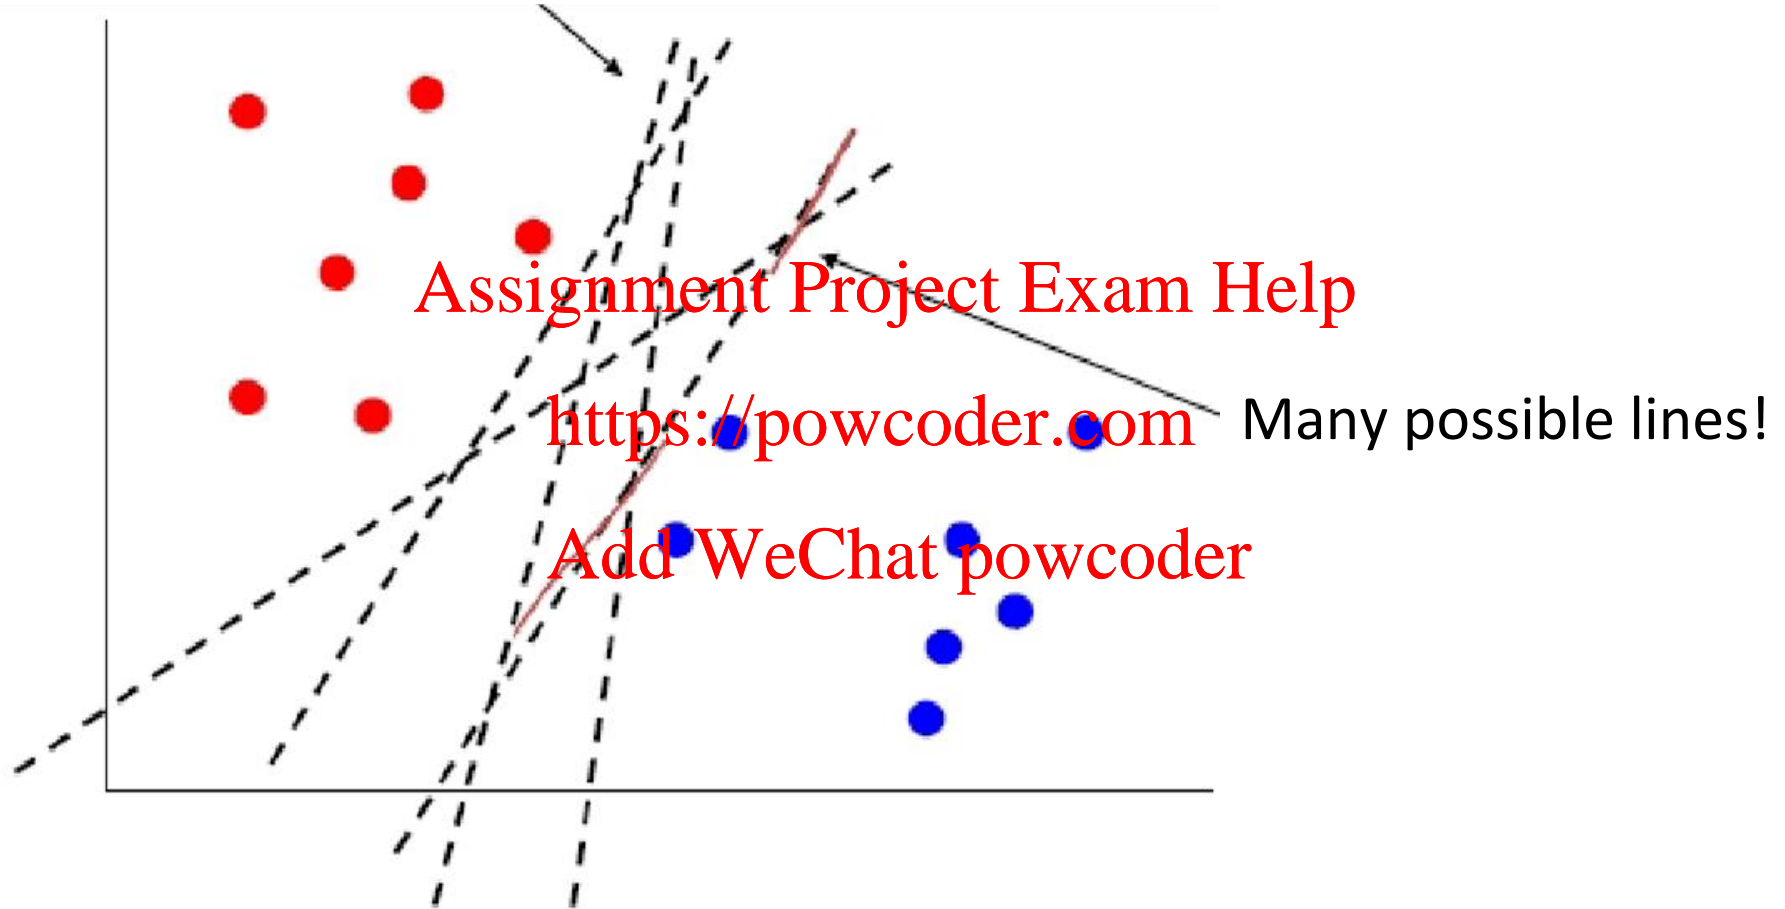 Assignment Project Exam Help
https://powcoder.com
Many possible lines!
Add WeChat powcoder